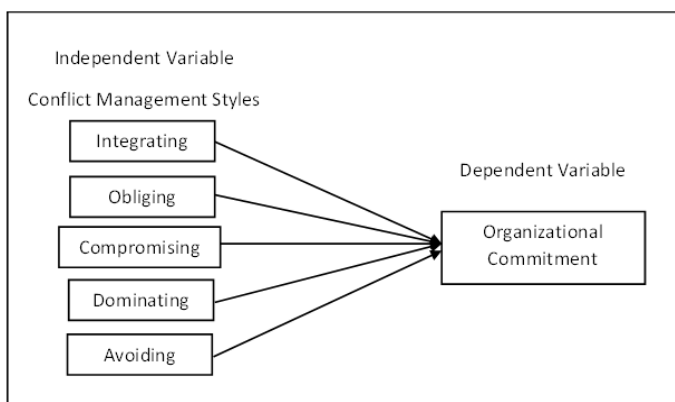 Independent Variable
Conflict Management Styles
Integrating
Obliging
Compromising
Dominating
Avoiding
Dependent Variable
Organizational
Commitment